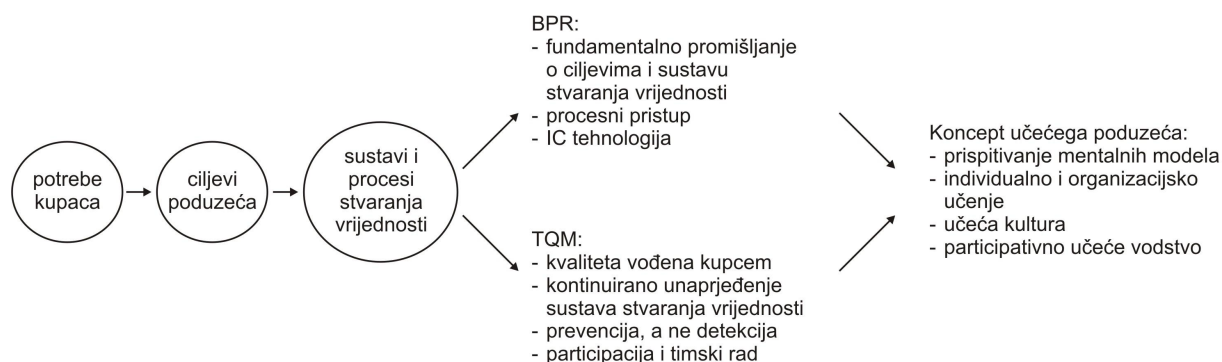 potrebe
kupaca
ciljevi
poduzeća
sustavi i
procesi
stvaranja
vrijednosti
BPR:
- fundamentalno promišljanje
o ciljevima i sustavu
stvaranja vrijednosti
- procesni pristup
- IC tehnologija
TQM:
- kvaliteta vođena kupcem
- kontinuirano unaprjeđenje
sustava stvaranja vrijednosti
- prevencija, a ne detekcija
- participacija i timski rad
Koncept učećega poduzeća:
- prispitivanje mentalnih modela
- individualno i organizacijsko
učenje
- učeća kultura
- participativno učeće vodstvo